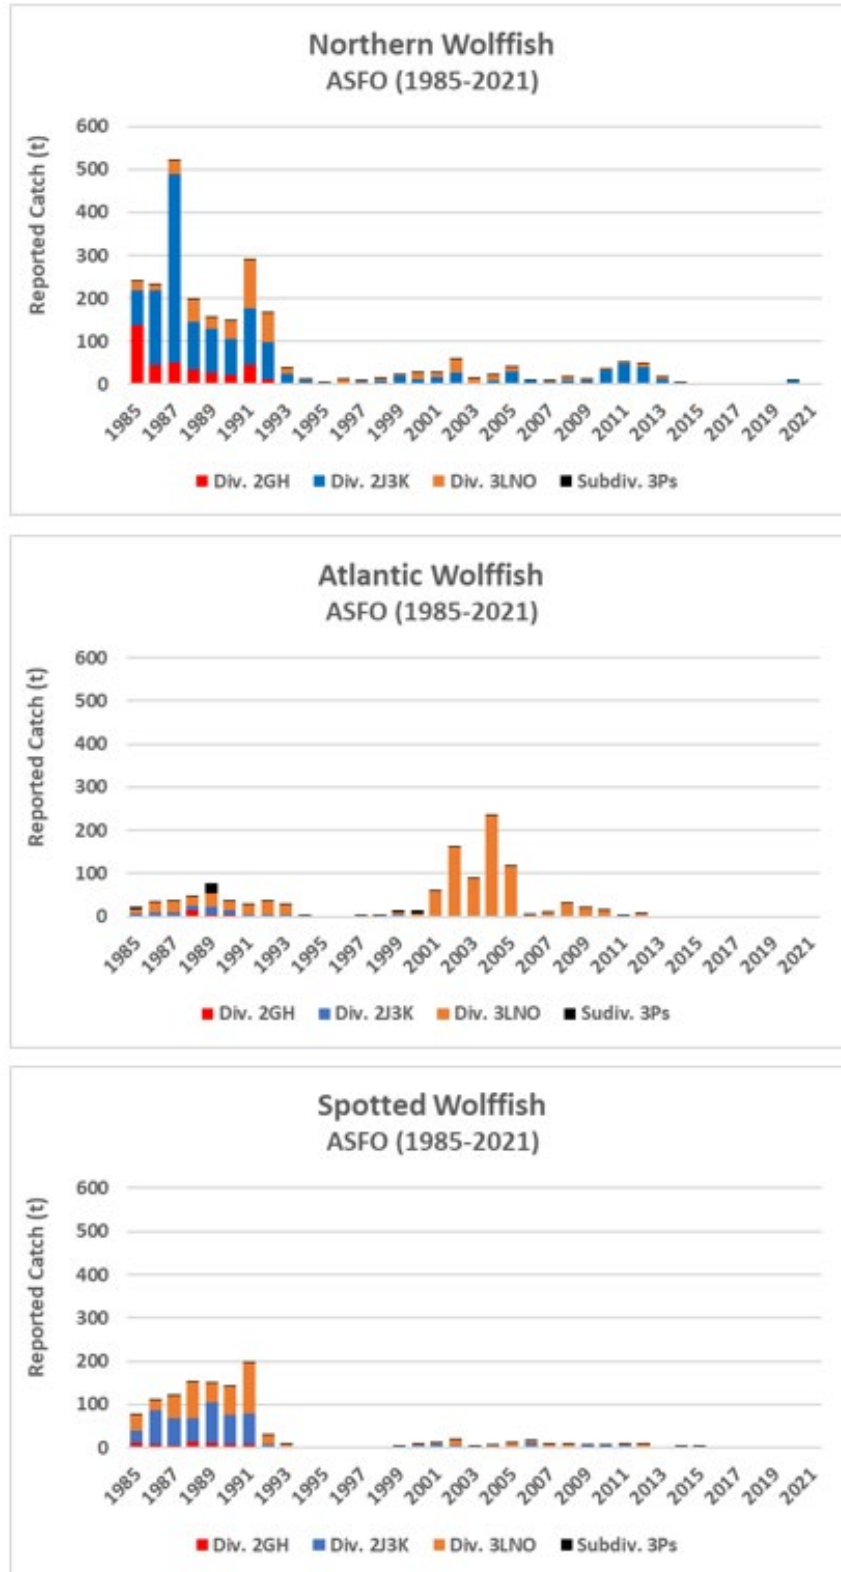 Northern Wolffish
ASFO (1985-2021)
Reported Catch (t)
600
500
400
300
200
100
0
1985 1987 1989 1991 1993 1995 1997 1999 2001 2003 2005 2007 2009 2011 2013 2015 2017 2019 2021
Div. 2GH Div. 2J3K Div. 3LNO Subdiv. 3Ps
Atlantic Wolffish
ASFO (1985-2021)
Reported Catch (t)
600
500
400
300
200
100
0
1985 1987 1989 1991 1993 1995 1997 1999 2001 2003 2005 2007 2009 2011 2013 2015 2017 2019 2021
Div. 2GH Div. 2J3K Div. 3LNO Sudiv. 3Ps
Spotted Wolffish
ASFO (1985-2021)
Reported Catch (t)
600
500
400
300
200
100
0
1985 1987 1989 1991 1993 1995 1997 1999 2001 2003 2005 2007 2009 2011 2013 2015 2017 2019 2021
Div. 2GH Div. 2J3K Div. 3LNO Subdiv. 3Ps